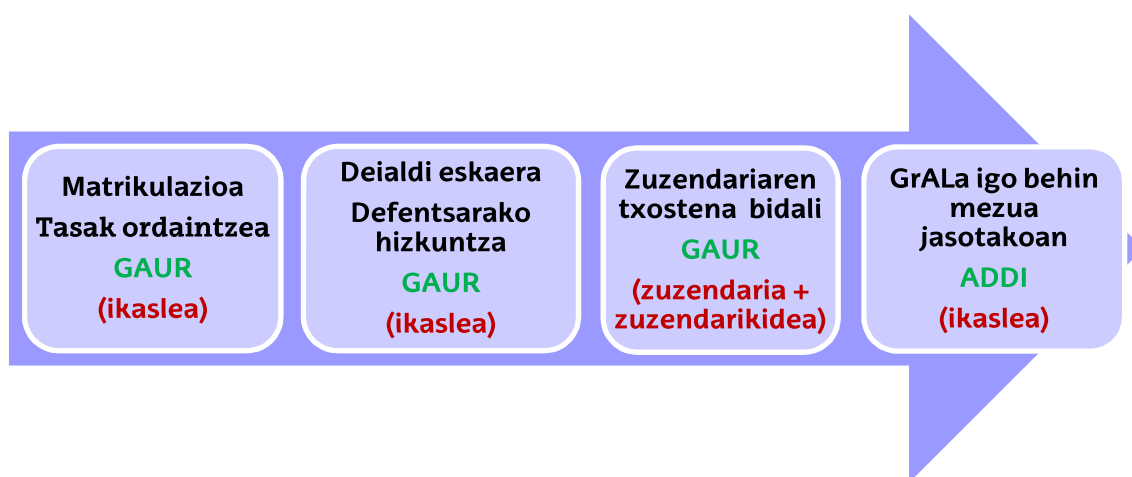 Matrikulazioa
Tasak ordaintzea
GAUR
(ikaslea)
Deialdi eskaera
Defentsarako
hizkuntza
GAUR
(ikaslea)
Zuzendariaren
txostena bidali
GAUR
(zuzendaria +
zuzendarikidea)
GrALa igo behin
mezua
jasotakoan
ADDI
(ikaslea)